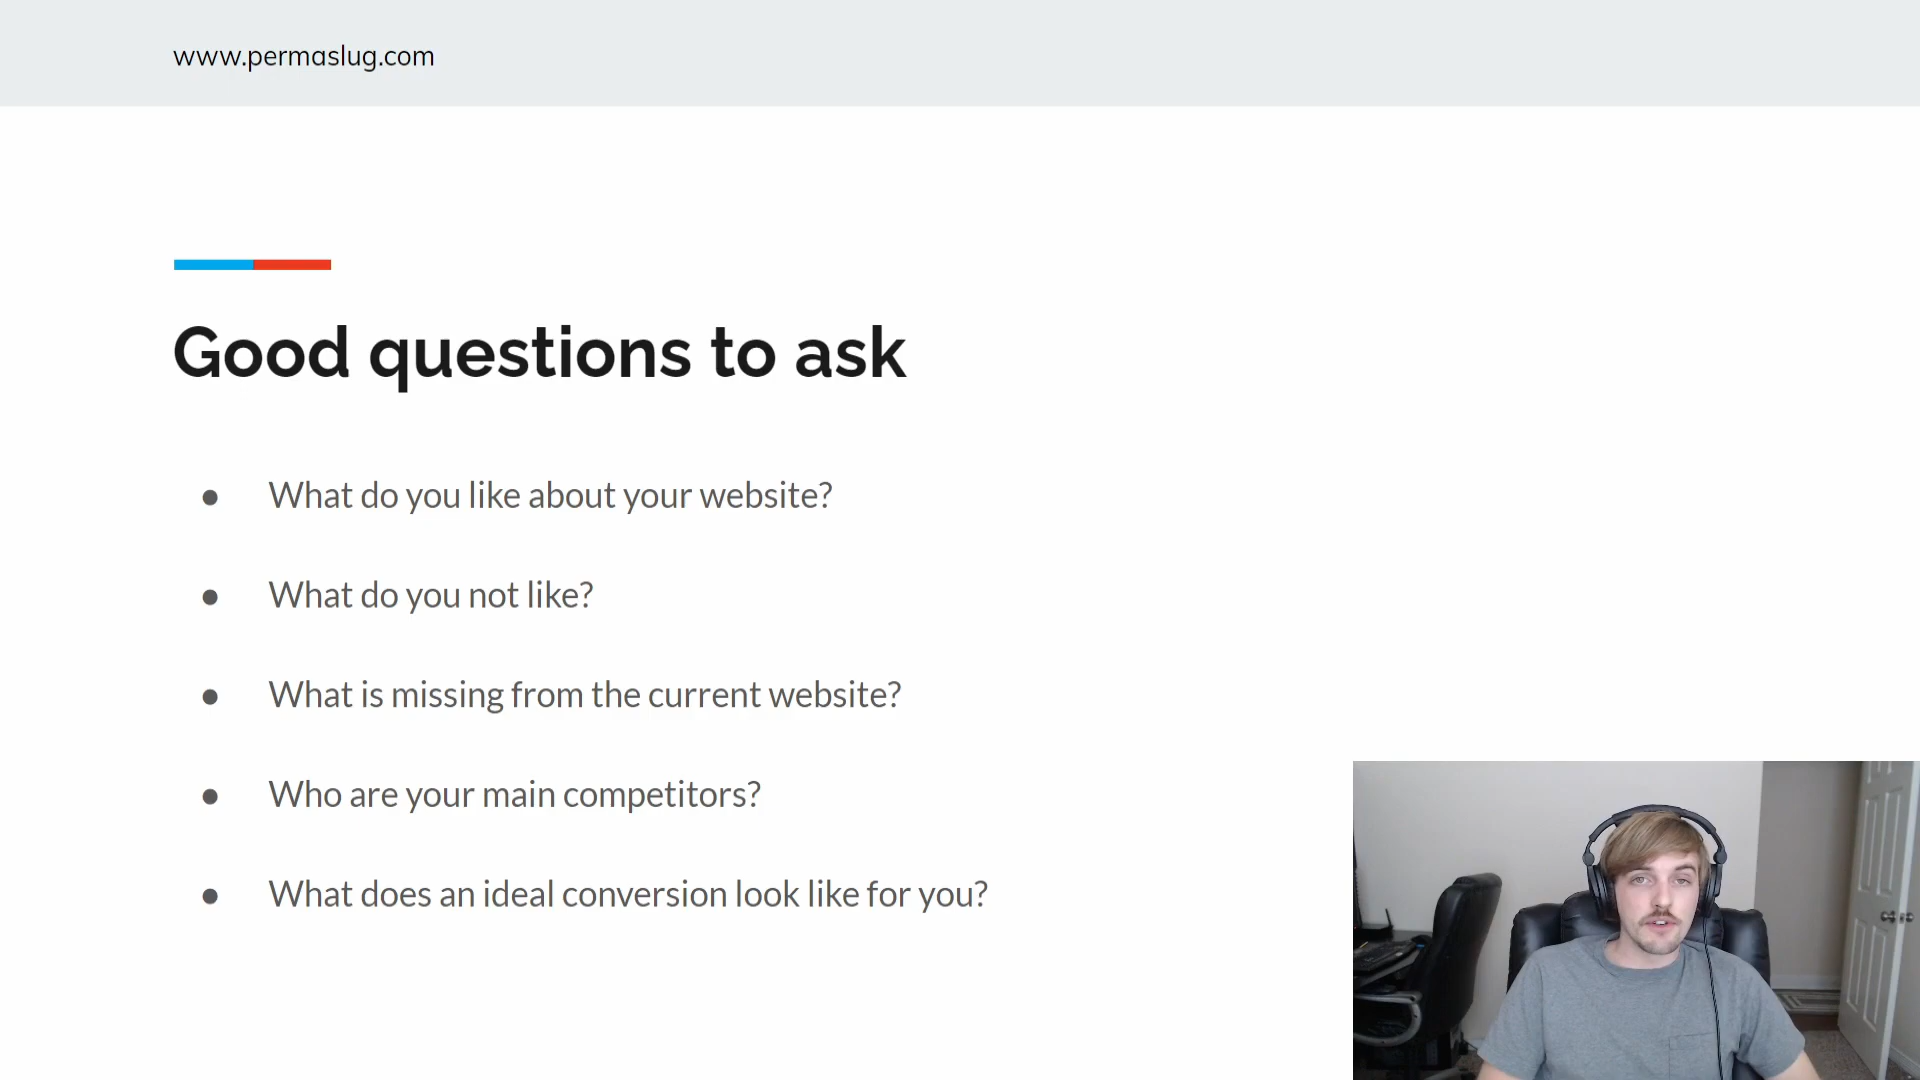 www.permaslug.com
Good questions to ask
● What do you like about your website?
● What do you not like?
● What is missing from the current website?
● Who are your main competitors?
● What does an ideal conversion look like for you?